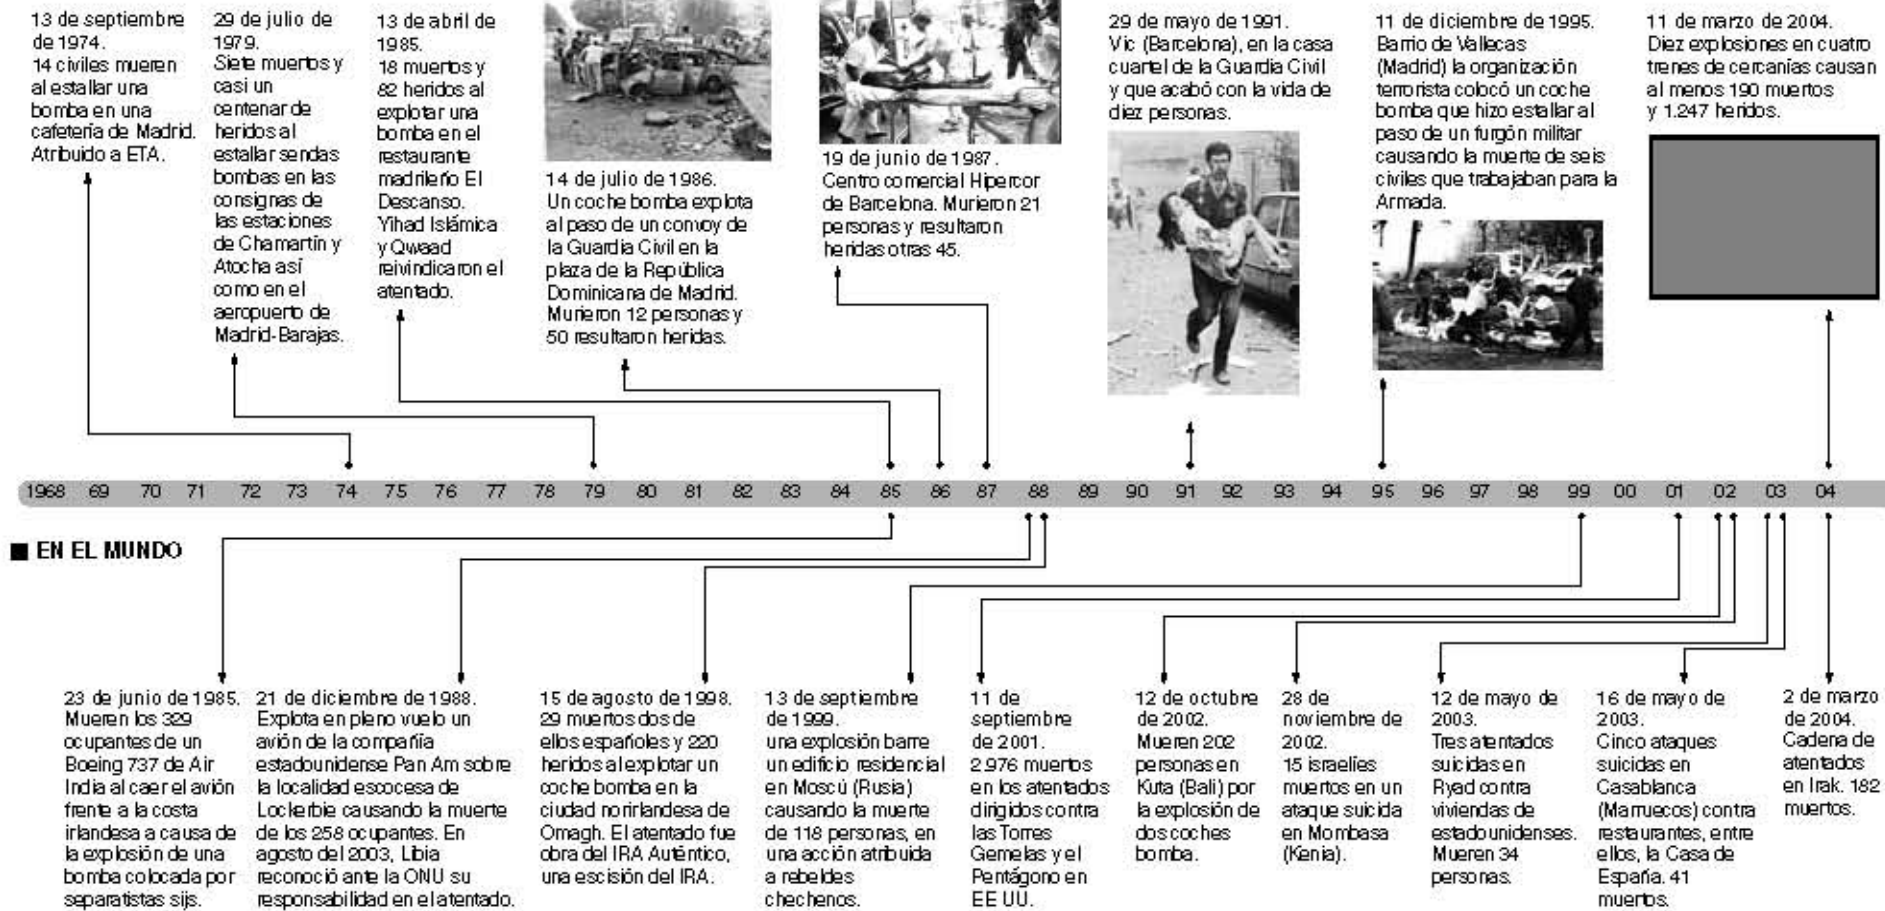 13 de septiembre
de 1974.
14 civiles mueren
al estallar una
bomba en una
cafetería de Madrid.
Atribuido a ETA.
29 de julio de
1979.
Siete muertos y
casi un
centenar de
heridos al
estallar sendas
bombas en las
consignas de
las estaciones
de Chamartín y
Atocha así
como en el
aeropuerto de
Madrid-Barajas.
13 de abril de
1985.
18 muertos y
82 heridos al
explotar una
bomba en el
restaurante
madrileño El
Descanso.
Yihad Islámica
y Qwaad
reivindicaron el
atentado.
14 de julio de 1986.
Un coche bomba explota
al paso de un convoy de
la Guardia Civil en la
plaza de la República
Dominicana de Madrid.
Murieron 12 personas y
50 resultaron heridas.
19 de junio de 1987.
Centro comercial Hipercor
de Barcelona. Murieron 21
personas y resultaron
heridas otras 45.
29 de mayo de 1991.
Vic (Barcelona), en la casa
cuartel de la Guardia Civil
y que acabó con la vida de
diez personas.
11 de diciembre de 1995.
Barrio de Vallecas
(Madrid) la organización
terrorista colocó un coche
bomba que hizo estallar al
paso de un furgón militar
causando la muerte de seis
civiles que trabajaban para la
Armada.
11 de marzo de 2004.
Diez explosiones en cuatro
trenes de cercanías causan
al menos 190 muertos
y 1.247 heridos.
1968 69 70 71 72 73 74 75 76 77 78 79 80 81 82 83 84 85 86 87 88 89 90 91 92 93 94 95 96 97 98 99 00 01 02 03 04
EN EL MUNDO
23 de junio de 1985.
Mueren los 329
ocupantes de un
Boeing 737 de Air
India al caer el avión
frente a la costa
irlandesa a causa de
la explosión de una
bomba colocada por
separatistas sijs.
21 de diciembre de 1988.
Explota en pleno vuelo un
avión de la compañía
estadounidense Pan Am sobre
la localidad escocesa de
Lockerbie causando la muerte
de los 258 ocupantes. En
agosto del 2003, Libia
reconoció ante la ONU su
responsabilidad en el atentado.
15 de agosto de 1998.
29 muertos dos de
ellos españoles y 220
heridos al explotar un
coche bomba en la
ciudad norirlandesa de
Omagh. El atentado fue
obra del IRA Auténtico,
una escisión del IRA.
13 de septiembre
de 1999.
una explosión barre
un edificio residencial
en Moscú (Rusia)
causando la muerte
de 118 personas, en
una acción atribuida
a rebeldes
chechenos.
11 de
septiembre
de 2001.
2.976 muertos
en los atentados
dirigidos contra
las Torres
Gemelas y el
Pentágono en
EE UU.
12 de octubre
de 2002.
Mueren 202
personas en
Kuta (Bali) por
la explosión de
dos coches
bomba.
28 de
noviembre de
2002.
15 israelíes
muertos en un
ataque suicida
en Mombasa
(Kenia).
12 de mayo de
2003.
Tres atentados
suicidas en
Ryad contra
viviendas de
estadounidenses.
Mueren 34
personas.
16 de mayo de
2003.
Cinco ataques
suicidas en
Casablanca
(Marruecos) contra
restaurantes, entre
ellos, la Casa de
España. 41
muertos.
2 de marzo
de 2004.
Cadena de
atentados
en Irak. 182
muertos.